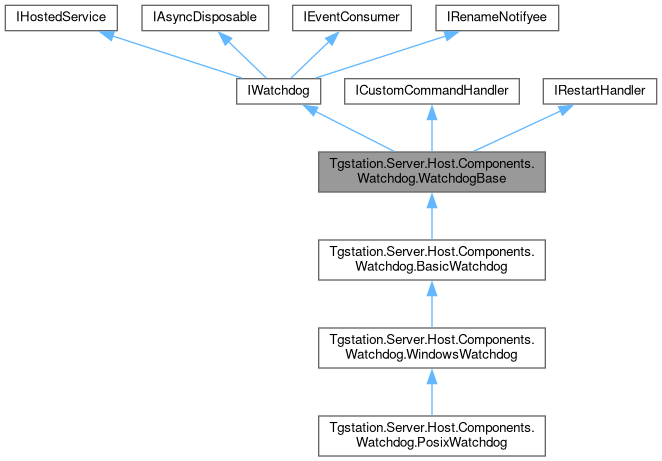 IHostedService
IAsyncDisposable
IEventConsumer
IRenameNotifyee
IWatchdog
ICustomCommandHandler
IRestartHandler
Tgstation.Server.Host.Components.
Watchdog.WatchdogBase
Tgstation.Server.Host.Components.
Watchdog.BasicWatchdog
Tgstation.Server.Host.Components.
Watchdog.WindowsWatchdog
Tgstation.Server.Host.Components.
Watchdog.PosixWatchdog